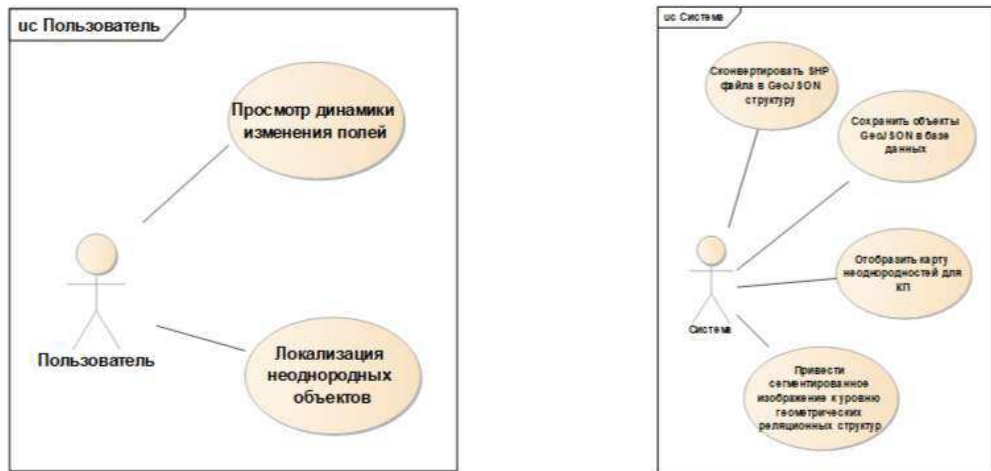 uc Пользователь
Просмотр динамики
изменения полей
Пользователь
Локализация
неоднородных
объектов
uc Система
Сконвертировать SHP
файла в GeoJSON
структуру
Сохранить объекты
GeoJSON в базе
данных
Отобразить карту
неоднородностей для
КП
Система
Привести
сегментированное
изображение к уровню
геометрических
реляционных структур